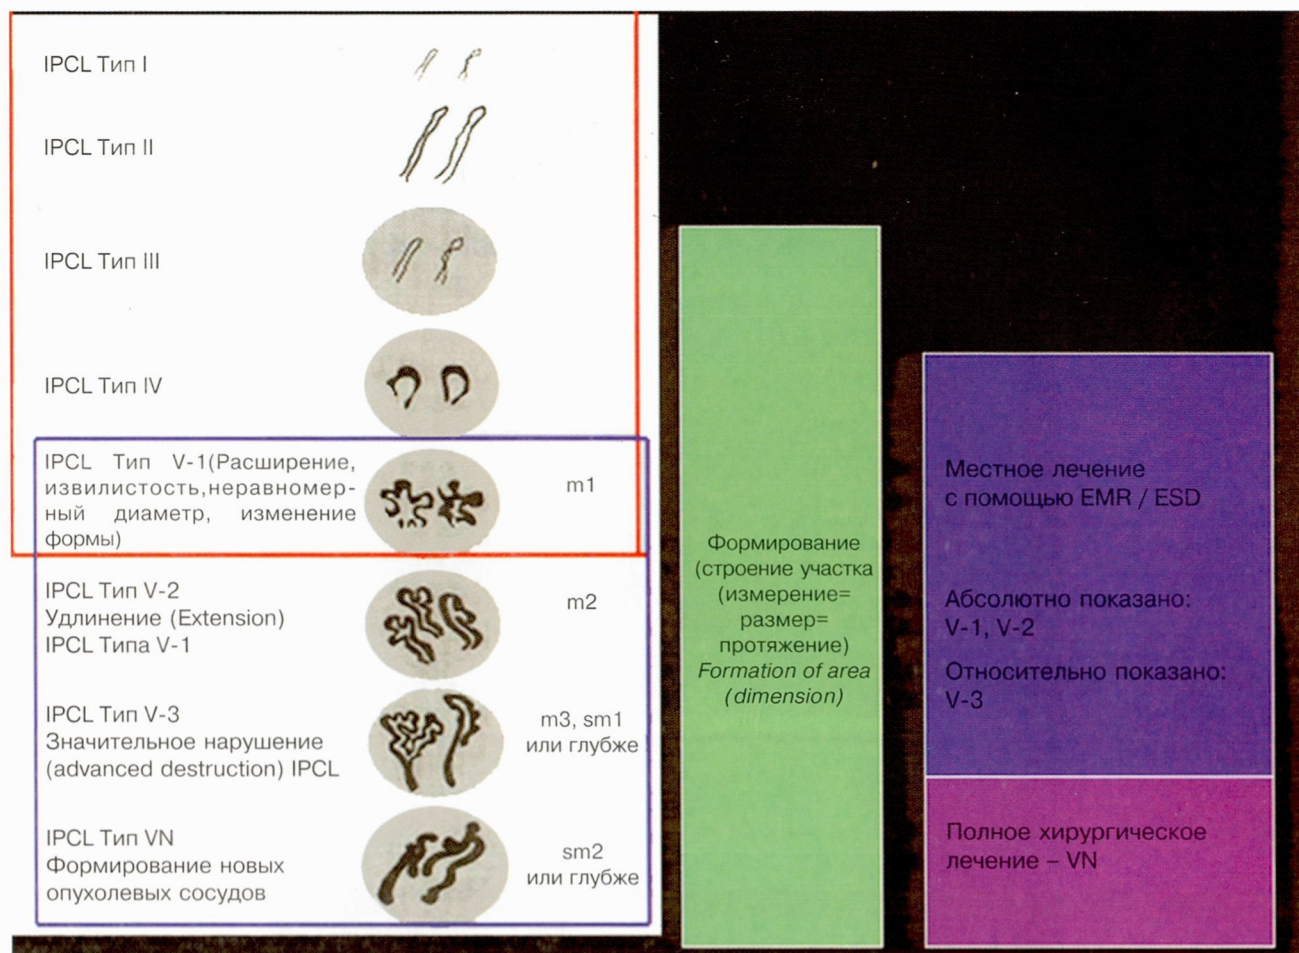 IPCL Тип I
IPCL Тип II
IPCL Тип III
IPCL Тип IV
IPCL Тип V-1(Расширение,
извилистость,неравномер-
ный диаметр, изменение
формы)
m1
IPCL Тип V-2
Удлинение (Extension)
IPCL Типа V-1
m2
IPCL Тип V-3
Значительное нарушение
(advanced destruction) IPCL
m3, sm1
или глубже
IPCL Тип VN
Формирование новых
опухолевых сосудов
sm2
или глубже
Формирование
(строение участка
(измерение=
размер=
протяжение)
Formation of area
(dimension)
Местное лечение
с помощью EMR / ESD
Абсолютно показано:
V-1, V-2
Относительно показано:
V-3
Полное хирургическое
лечение – VN